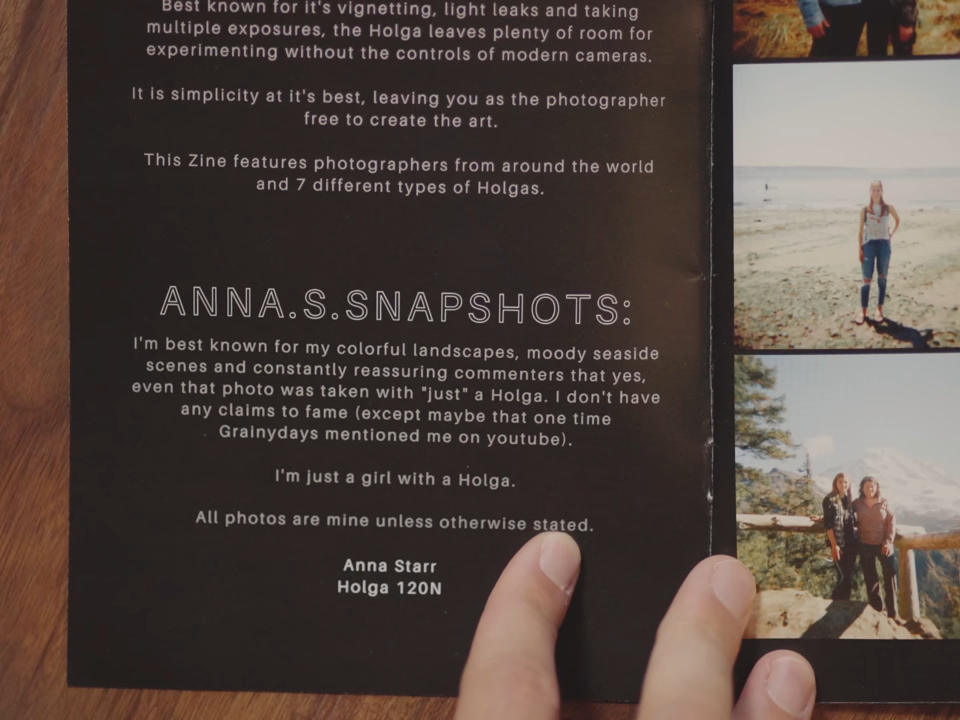 Best known for it's vignetting, light leaks and taking
multiple exposures, the Holga leaves plenty of room for
experimenting without the controls of modern cameras.
It is simplicity at it's best, leaving you as the photographer
free to create the art.
This Zine features photographers from around the world
and 7 different types of Holgas.
ANNA.S.SNAPSHOTS:
I'm best known for my colorful landscapes, moody seaside
scenes and constantly reassuring commenters that yes,
even that photo was taken with "just" a Holga. I don't have
any claims to fame (except maybe that one time
Grainydays mentioned me on youtube).
I'm just a girl with a Holga.
All photos are mine unless otherwise stated.
Anna Starr
Holga 120N